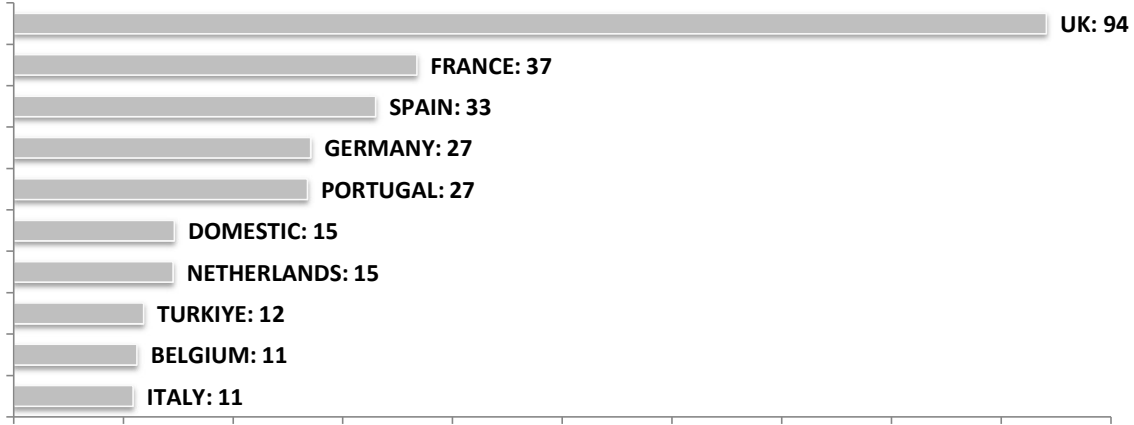 UK: 94
FRANCE: 37
SPAIN: 33
GERMANY: 27
PORTUGAL: 27
DOMESTIC: 15
NETHERLANDS: 15
TURKIYE: 12
BELGIUM: 11
ITALY: 11